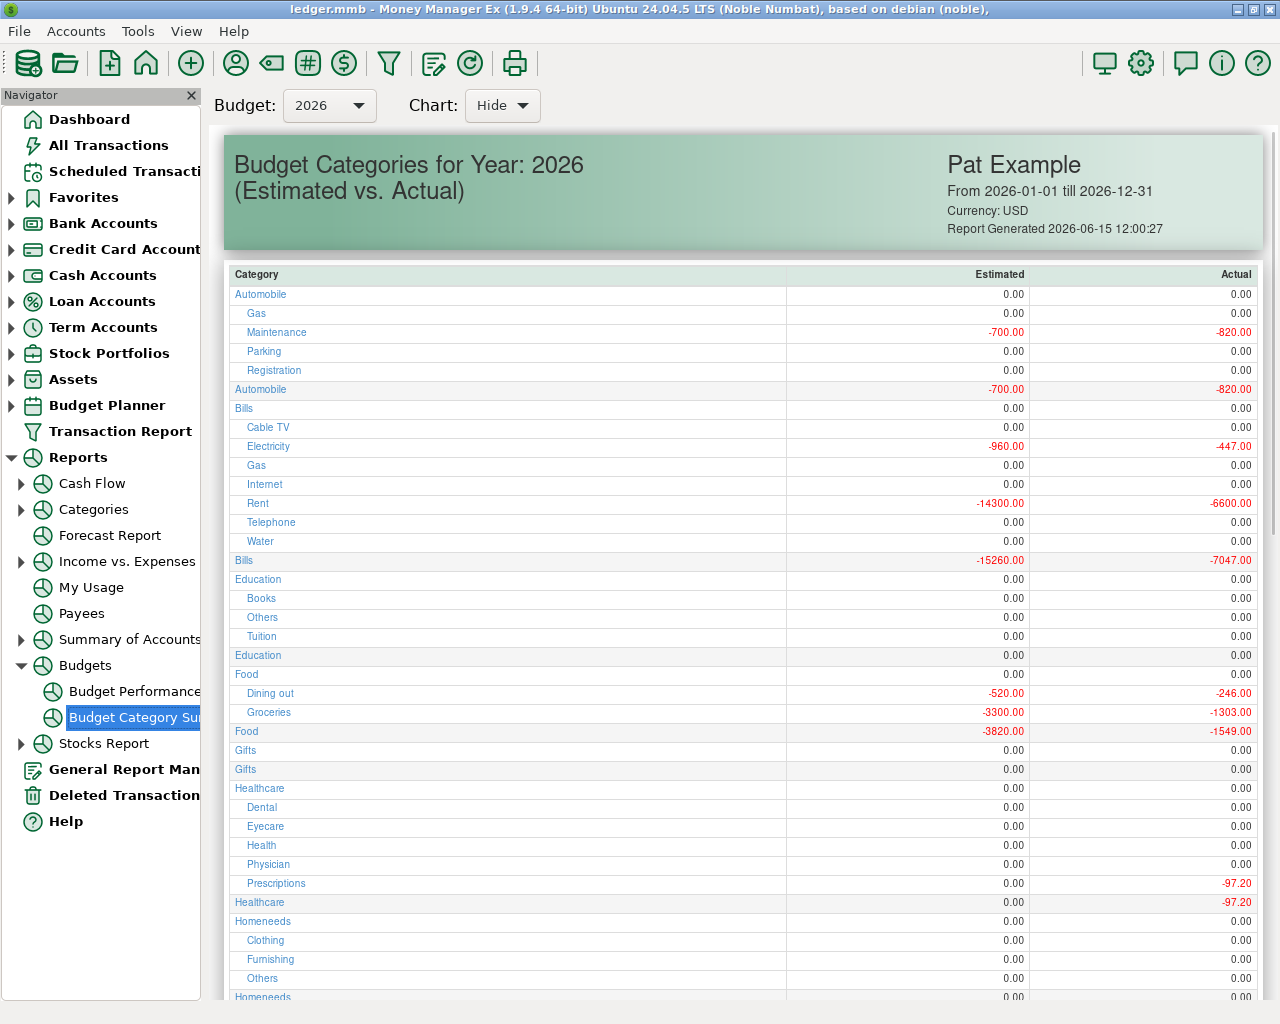 ledger.mmb - Money Manager Ex (1.9.4 64-bit) Ubuntu 24.04.5 LTS (Noble Numbat), based on debian (noble),
File Accounts Tools View Help
Navigator
Dashboard
All Transactions
Scheduled Transacti
Favorites
Bank Accounts
Credit Card Account
Cash Accounts
Loan Accounts
Term Accounts
Stock Portfolios
Assets
Budget Planner
Transaction Report
Reports
Cash Flow
Categories
Forecast Report
Income vs. Expenses
My Usage
Payees
Summary of Accounts
Budgets
Budget Performance
Budget Category Su
Stocks Report
General Report Man
Deleted Transaction
Help
Budget: 2026 Chart: Hide
Budget Categories for Year: 2026
(Estimated vs. Actual)
Pat Example
From 2026-01-01 till 2026-12-31
Currency: USD
Report Generated 2026-06-15 12:00:27
Category Estimated Actual
Automobile 0.00 0.00
Gas 0.00 0.00
Maintenance -700.00 -820.00
Parking 0.00 0.00
Registration 0.00 0.00
Automobile -700.00 -820.00
Bills 0.00 0.00
Cable TV 0.00 0.00
Electricity -960.00 -447.00
Gas 0.00 0.00
Internet 0.00 0.00
Rent -14300.00 -6600.00
Telephone 0.00 0.00
Water 0.00 0.00
Bills -15260.00 -7047.00
Education 0.00 0.00
Books 0.00 0.00
Others 0.00 0.00
Tuition 0.00 0.00
Education 0.00 0.00
Food 0.00 0.00
Dining out -520.00 -246.00
Groceries -3300.00 -1303.00
Food -3820.00 -1549.00
Gifts 0.00 0.00
Gifts 0.00 0.00
Healthcare 0.00 0.00
Dental 0.00 0.00
Eyecare 0.00 0.00
Health 0.00 0.00
Physician 0.00 0.00
Prescriptions 0.00 -97.20
Healthcare 0.00 -97.20
Homeneeds 0.00 0.00
Clothing 0.00 0.00
Furnishing 0.00 0.00
Others 0.00 0.00
Homeneeds 0.00 0.00